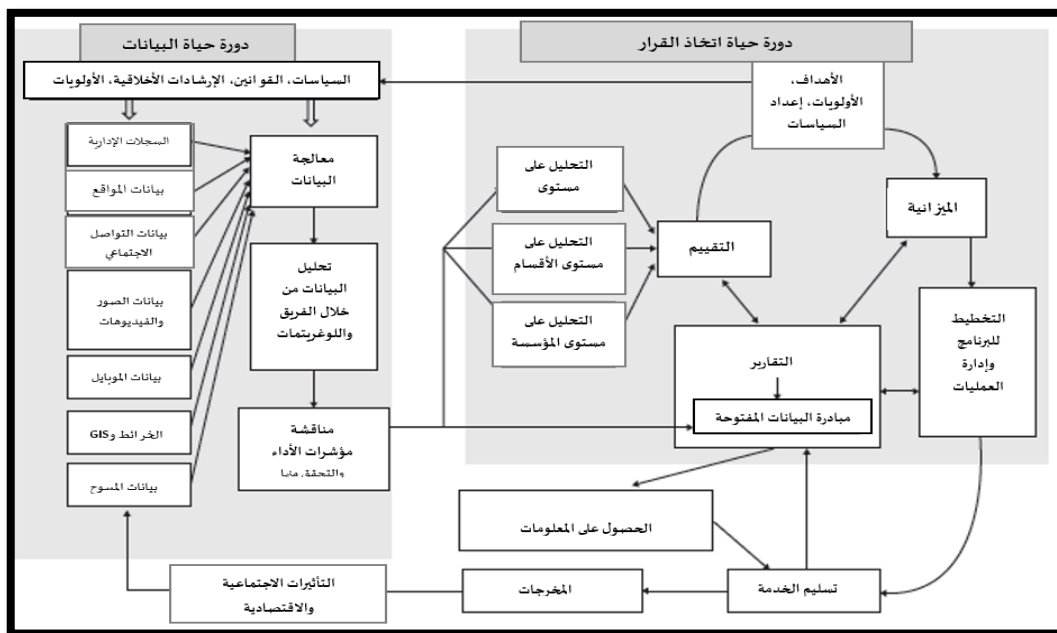 دورة حياة اتخاذ القرار
الأهداف،
الأولويات، إعداد
السياسات
الميزانية
التخطيط
للبرنامج
وإدارة
العمليات
التقييم
التحليل على
مستوى
التحليل على
مستوى الأقسام
التحليل على
مستوى المؤسسة
التقارير
مبادرة البيانات المفتوحة
الحصول على المعلومات
تسليم الخدمة
المخرجات
التأثيرات الاجتماعية
والاقتصادية
دورة حياة البيانات
السياسات، القوانين، الإرشادات الأخلاقية، الأولويات
معالجة
البيانات
تحليل
البيانات من
خلال الفريق
واللوغريتمات
مناقشة
مؤشرات الأداء
والتحقق منها
السجلات الإدارية
بيانات المواقع
بيانات التواصل
الاجتماعي
بيانات الصور
والفيديوهات
بيانات الموبايل
الخرائط وGIS
بيانات المسوح